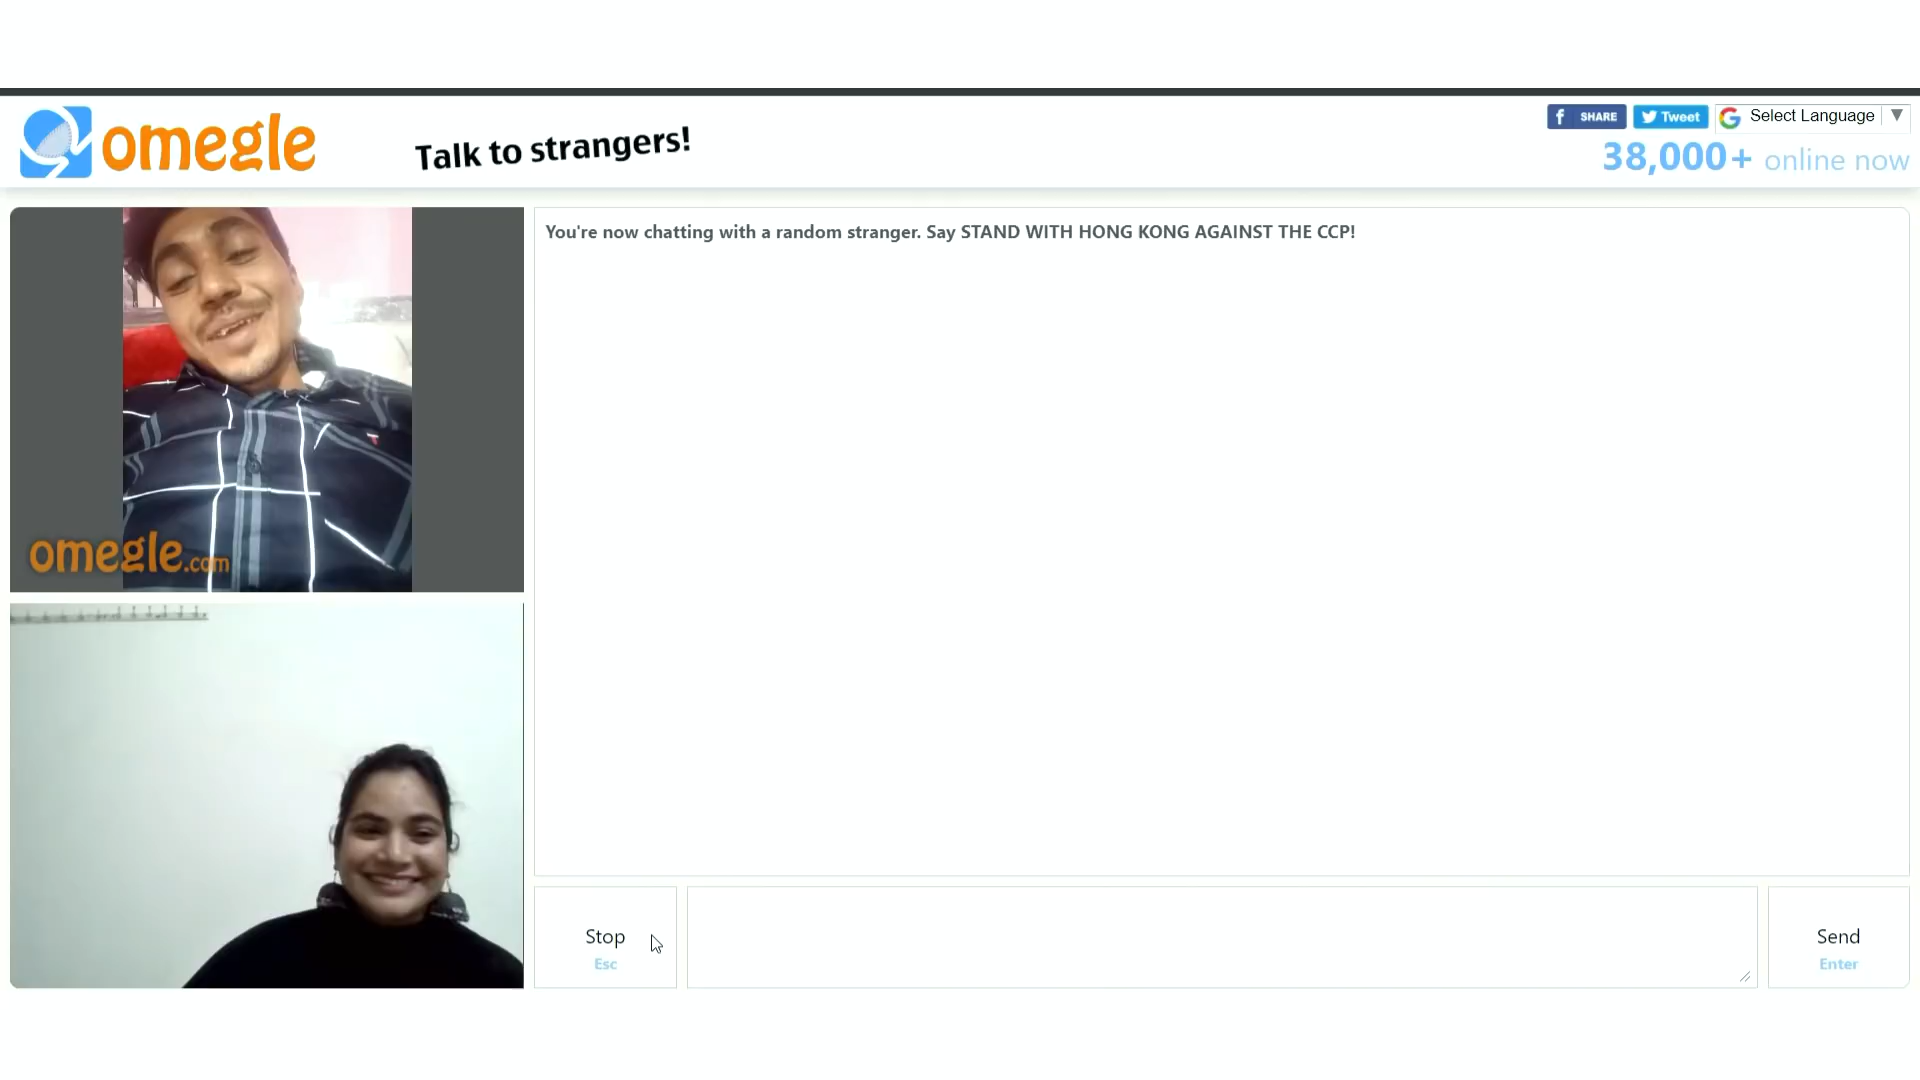 omegle
Talk to strangers!
f SHARE
Tweet
G Select Language ▼
38,000+ online now
You're now chatting with a random stranger. Say STAND WITH HONG KONG AGAINST THE CCP!
omegle.com
Stop
Esc
Send
Enter